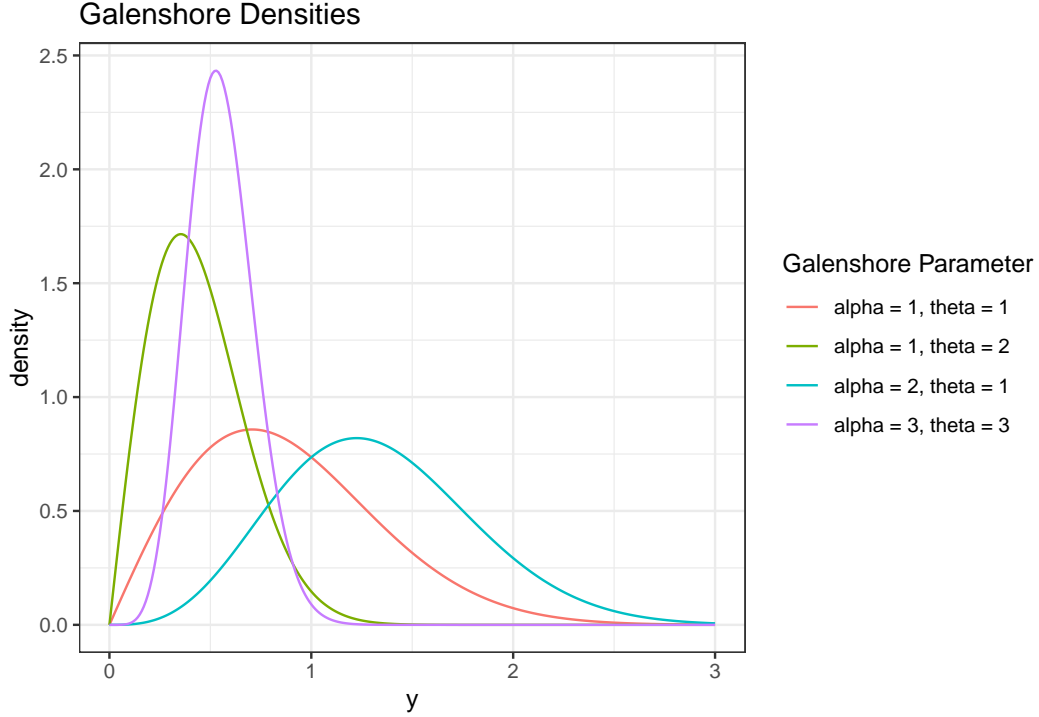 Galenshore Densities
2.5
2.0
1.5
1.0
0.5
0.0
density
0
1
2
3
y
Galenshore Parameter
alpha = 1, theta = 1
alpha = 1, theta = 2
alpha = 2, theta = 1
alpha = 3, theta = 3